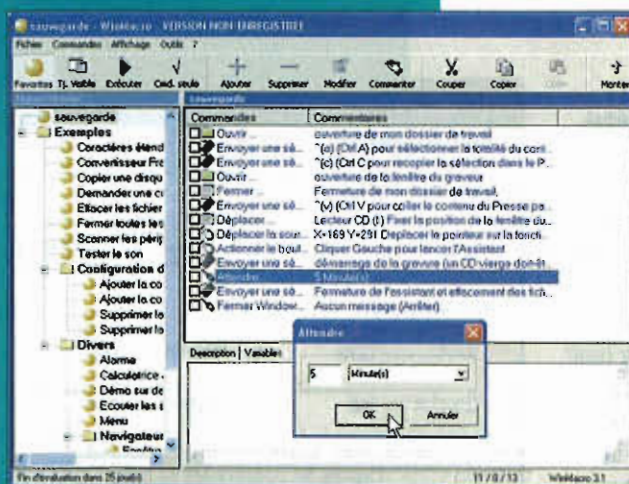 sauvegarde - WinMacro - VERSION NON ENREGISTREE
Fichier Commandes Affichage Outils ?
Favorites Tj. Visible Exécuter Cmd. seule Ajouter Supprimer Modifier Commenter Couper Copier Monter
sauvegarde
sauvegarde
Exemples
Caractères étend
Convertisseur Fra
Copier une disqu
Demander une co
Effacer les fichier
Fermer toutes les
Scanner les périp
Tester le son
Configuration d
Ajouter la co
Ajouter la co
Supprimer la
Supprimer la
Divers
Alarme
Calculatrice
Démo sur de
Ecouter les s
Menu
Navigateur
Commandes Commentaires
Ouvrir ... ouverture de mon dossier de travail
Envoyer une sé... ^(a) (Ctrl A) pour sélectionner la totalité du cont...
Envoyer une sé... ^(c) (Ctrl C pour recopier la sélection dans le P...
Ouvrir ... ouverture de la fenêtre du graveur
Fermer ... Fermeture de mon dossier de travail,
Envoyer une sé... ^(v) (Ctrl V pour coller le contenu du Presse pa...
Déplacer ... Lecteur CD (I:) Fixer la position de la fenêtre du...
Déplacer la sour... X=169 Y=291 Déplacer le pointeur sur la foncti...
Actionner le bout... Cliquer Gauche pour lancer l'Assistant
Envoyer une sé... démarrage de la gravure (un CD vierge doit êt...
Attendre 5 Minute(s)
Envoyer une sé... Fermeture de l'assistant et effacement des fich...
Fermer Window... Aucun message (Arrêter)
Description Variables
Attendre
5 Minute(s)
OK Annuler
Fin d'évaluation dans 25 jour(s) 11 / 0 / 13 WinMacro 3.1